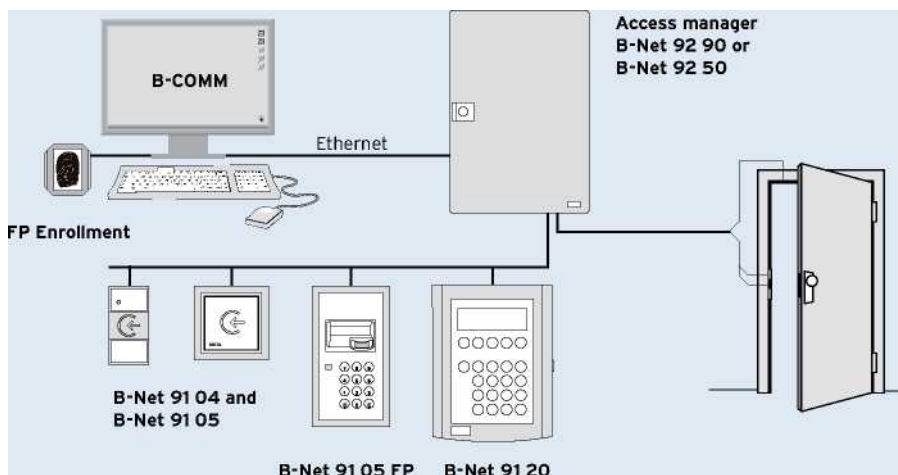 Access manager
B-Net 92 90 or
B-Net 92 50
B-COMM
Ethernet
FP Enrollment
B-Net 91 04 and
B-Net 91 05
B-Net 91 05 FP
B-Net 91 20